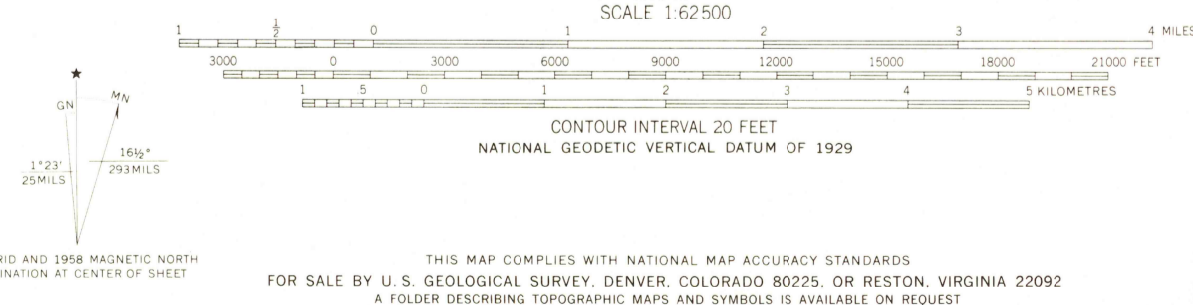 SCALE 1:62500
1 ½ 0 1 2 3 4 MILES
3000 0 3000 6000 9000 12000 15000 18000 21000 FEET
1 .5 0 1 2 3 4 5 KILOMETRES
CONTOUR INTERVAL 20 FEET
NATIONAL GEODETIC VERTICAL DATUM OF 1929
★
GN MN
1°23' 16½°
25 MILS 293 MILS
RID AND 1958 MAGNETIC NORTH
INATION AT CENTER OF SHEET
THIS MAP COMPLIES WITH NATIONAL MAP ACCURACY STANDARDS
FOR SALE BY U. S. GEOLOGICAL SURVEY, DENVER, COLORADO 80225, OR RESTON, VIRGINIA 22092
A FOLDER DESCRIBING TOPOGRAPHIC MAPS AND SYMBOLS IS AVAILABLE ON REQUEST